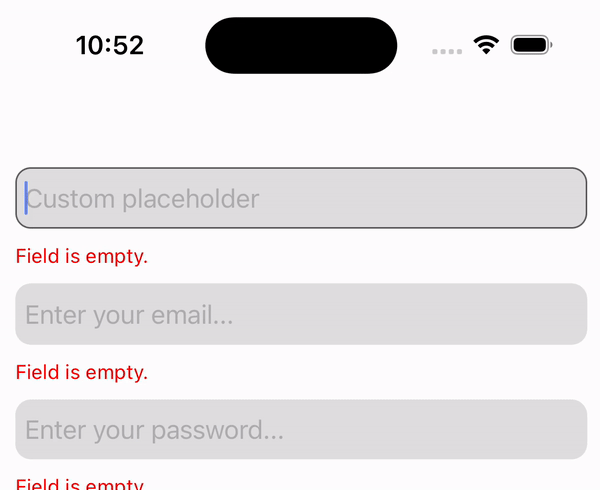 10:52
Custom placeholder
Field is empty.
Enter your email...
Field is empty.
Enter your password...
Field is empty